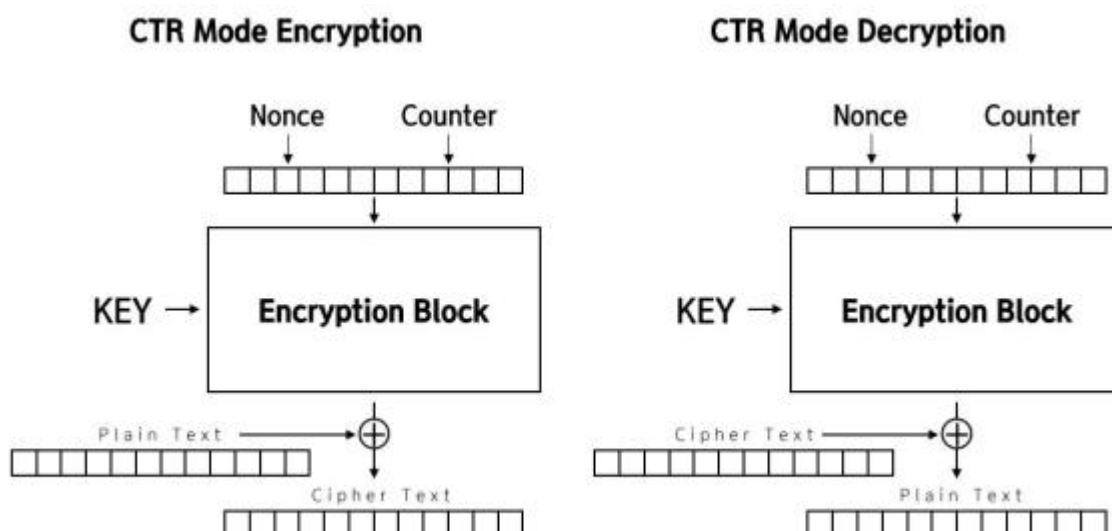 CTR Mode Encryption
Nonce Counter
KEY
Encryption Block
Plain Text
Cipher Text
CTR Mode Decryption
Nonce Counter
KEY
Encryption Block
Cipher Text
Plain Text